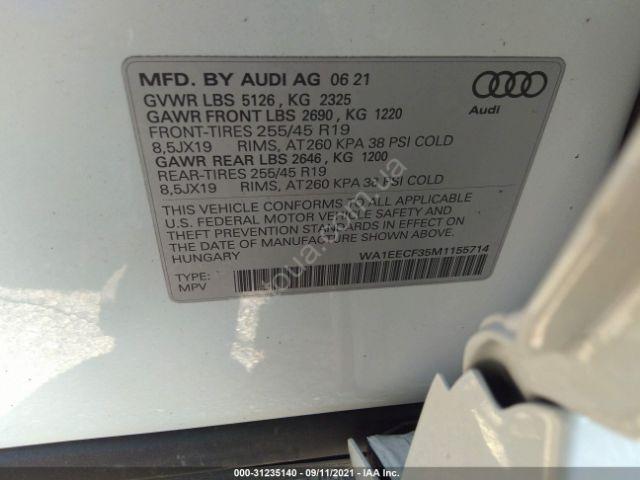 MFD. BY AUDI AG 06 21
GVWR LBS 5126, KG 2325
GAWR FRONT LBS 2690, KG 1220
FRONT-TIRES 255/45 R19
8,5JX19 RIMS, AT260 KPA 38 PSI COLD
GAWR REAR LBS 2646, KG 1200
REAR-TIRES 255/45 R19
8,5JX19 RIMS, AT260 KPA 38 PSI COLD
Audi
THIS VEHICLE CONFORMS TO ALL APPLICABLE
U.S. FEDERAL MOTOR VEHICLE SAFETY AND
THEFT PREVENTION STANDARDS IN EFFECT ON
THE DATE OF MANUFACTURE SHOWN ABOVE.
HUNGARY WA1EECF35M1155714
TYPE:
MPV
000-31235140 - 09/11/2021 - IAA Inc.